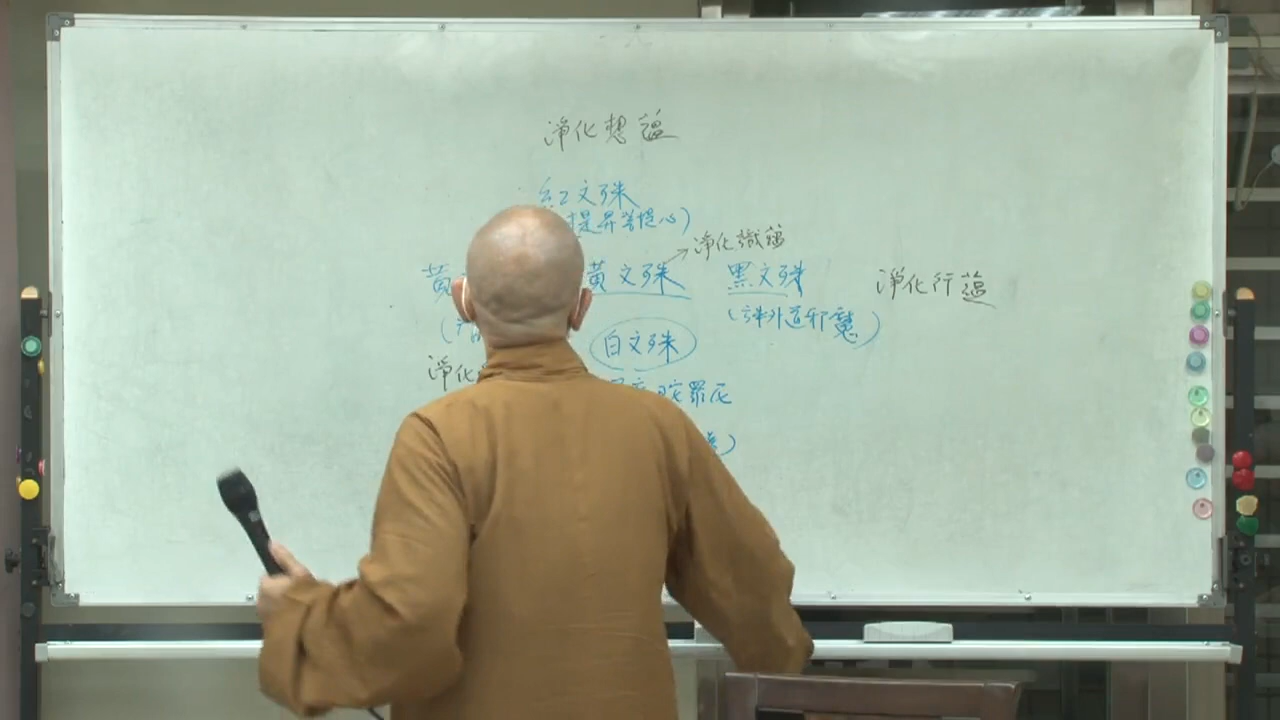 淨化想蘊
紅文殊
提昇菩提心)
淨化識蘊
黃 黃文殊 黑文殊 淨化行蘊
(誅外道邪魔)
白文殊
淨化
陀羅尼